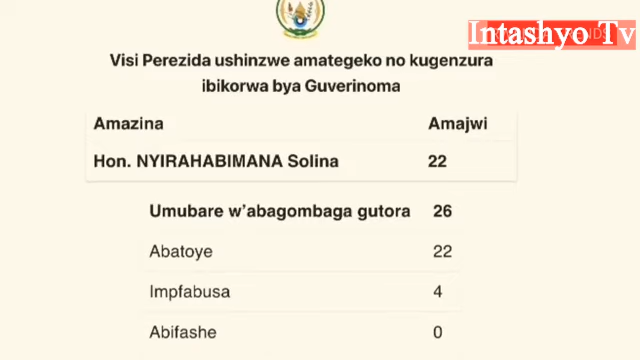 Intashyo Tv
Visi Perezida ushinzwe amategeko no kugenzura
ibikorwa bya Guverinoma
Amazina Amajwi
Hon. NYIRAHABIMANA Solina 22
Umubare w'abagombaga gutora 26
Abatoye 22
Impfabusa 4
Abifashe 0